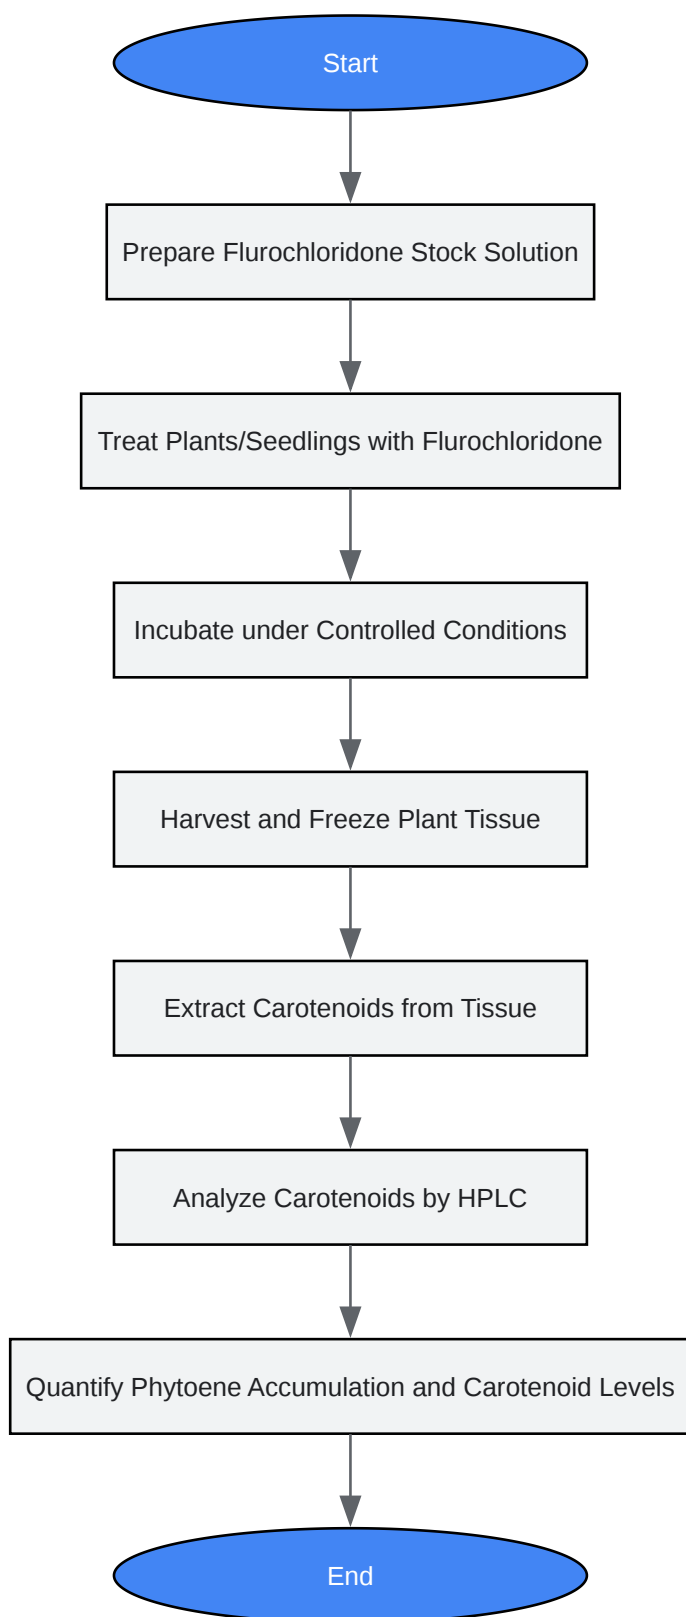 Start
Prepare Flurochloridone Stock Solution
Treat Plants/Seedlings with Flurochloridone
Incubate under Controlled Conditions
Harvest and Freeze Plant Tissue
Extract Carotenoids from Tissue
Analyze Carotenoids by HPLC
Quantify Phytoene Accumulation and Carotenoid Levels
End